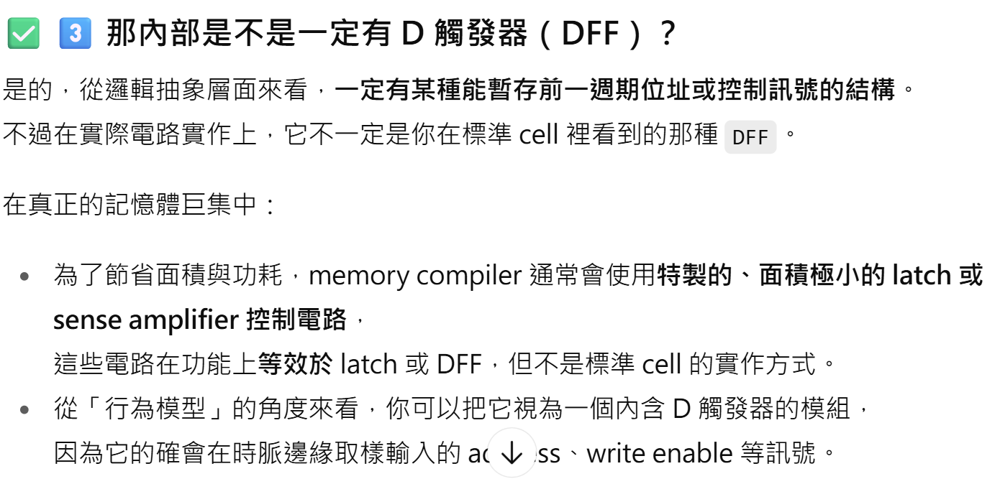 ✅ 3️⃣ 那內部是不是一定有 D 觸發器（DFF）？
是的，從邏輯抽象層面來看，一定有某種能暫存前一週期位址或控制訊號的結構。
不過在實際電路實作上，它不一定是你在標準 cell 裡看到的那種 DFF 。
在真正的記憶體巨集中：
• 為了節省面積與功耗，memory compiler 通常會使用特製的、面積極小的 latch 或
sense amplifier 控制電路，
這些電路在功能上等效於 latch 或 DFF，但不是標準 cell 的實作方式。
• 從「行為模型」的角度來看，你可以把它視為一個內含 D 觸發器的模組，
因為它的確會在時脈邊緣取樣輸入的 、write enable 等訊號。